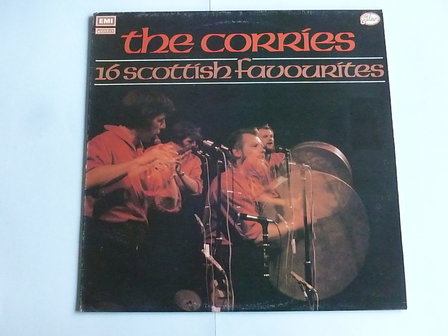 EMI
the corries
16 scottish favourites